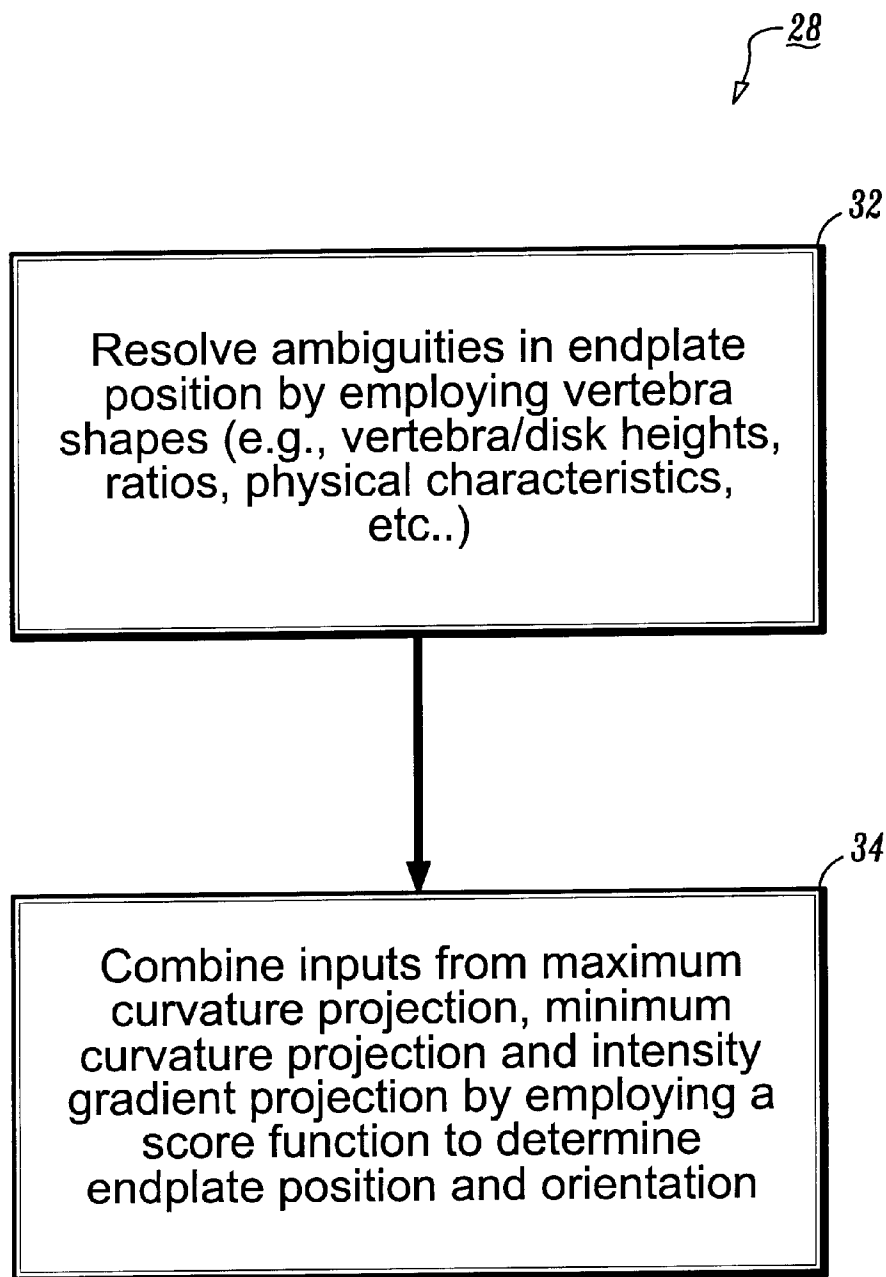 28
32
Resolve ambiguities in endplate
position by employing vertebra
shapes (e.g., vertebra/disk heights,
ratios, physical characteristics,
etc..)
34
Combine inputs from maximum
curvature projection, minimum
curvature projection and intensity
gradient projection by employing a
score function to determine
endplate position and orientation